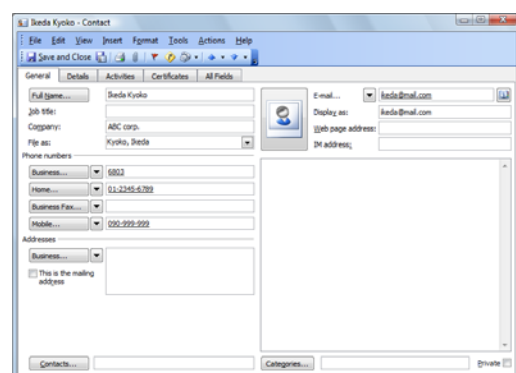 Ikeda Kyoko - Contact
File Edit View Insert Format Tools Actions Help
Save and Close
General Details Activities Certificates All Fields
Full Name... Ikeda Kyoko
Job title:
Company: ABC corp.
File as: Kyoko, Ikeda
E-mail... ikeda@mail.com
Display as: ikeda@mail.com
Web page address:
IM address:
Phone numbers
Business... 6803
Home... 01-2345-6789
Business Fax...
Mobile... 090-999-999
Addresses
Business...
This is the mailing
address
Contacts... Categories... Private